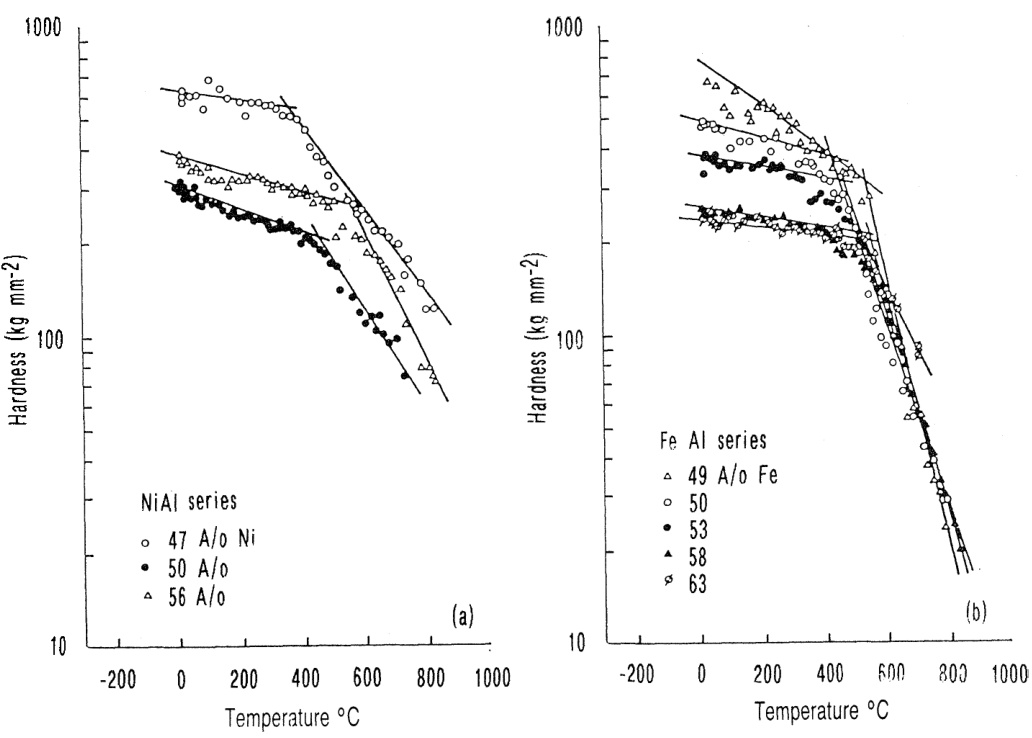 1000
Hardness (kg mm-2)
100
10
NiAl series
47 A/o Ni
50 A/o
56 A/o
(a)
-200 0 200 400 600 800 1000
Temperature ºC
1000
Hardness (kg mm-2)
100
10
Fe Al series
49 A/o Fe
50
53
58
63
(b)
-200 0 200 400 600 800 1000
Temperature ºC